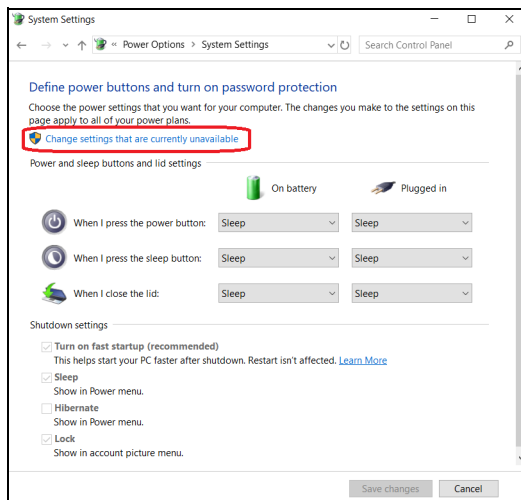 System Settings
« Power Options > System Settings
Search Control Panel
Define power buttons and turn on password protection
Choose the power settings that you want for your computer. The changes you make to the settings on this
page apply to all of your power plans.
Change settings that are currently unavailable
Power and sleep buttons and lid settings
On battery Plugged in
When I press the power button: Sleep Sleep
When I press the sleep button: Sleep Sleep
When I close the lid: Sleep Sleep
Shutdown settings
Turn on fast startup (recommended)
This helps start your PC faster after shutdown. Restart isn't affected. Learn More
Sleep
Show in Power menu.
Hibernate
Show in Power menu.
Lock
Show in account picture menu.
Save changes Cancel